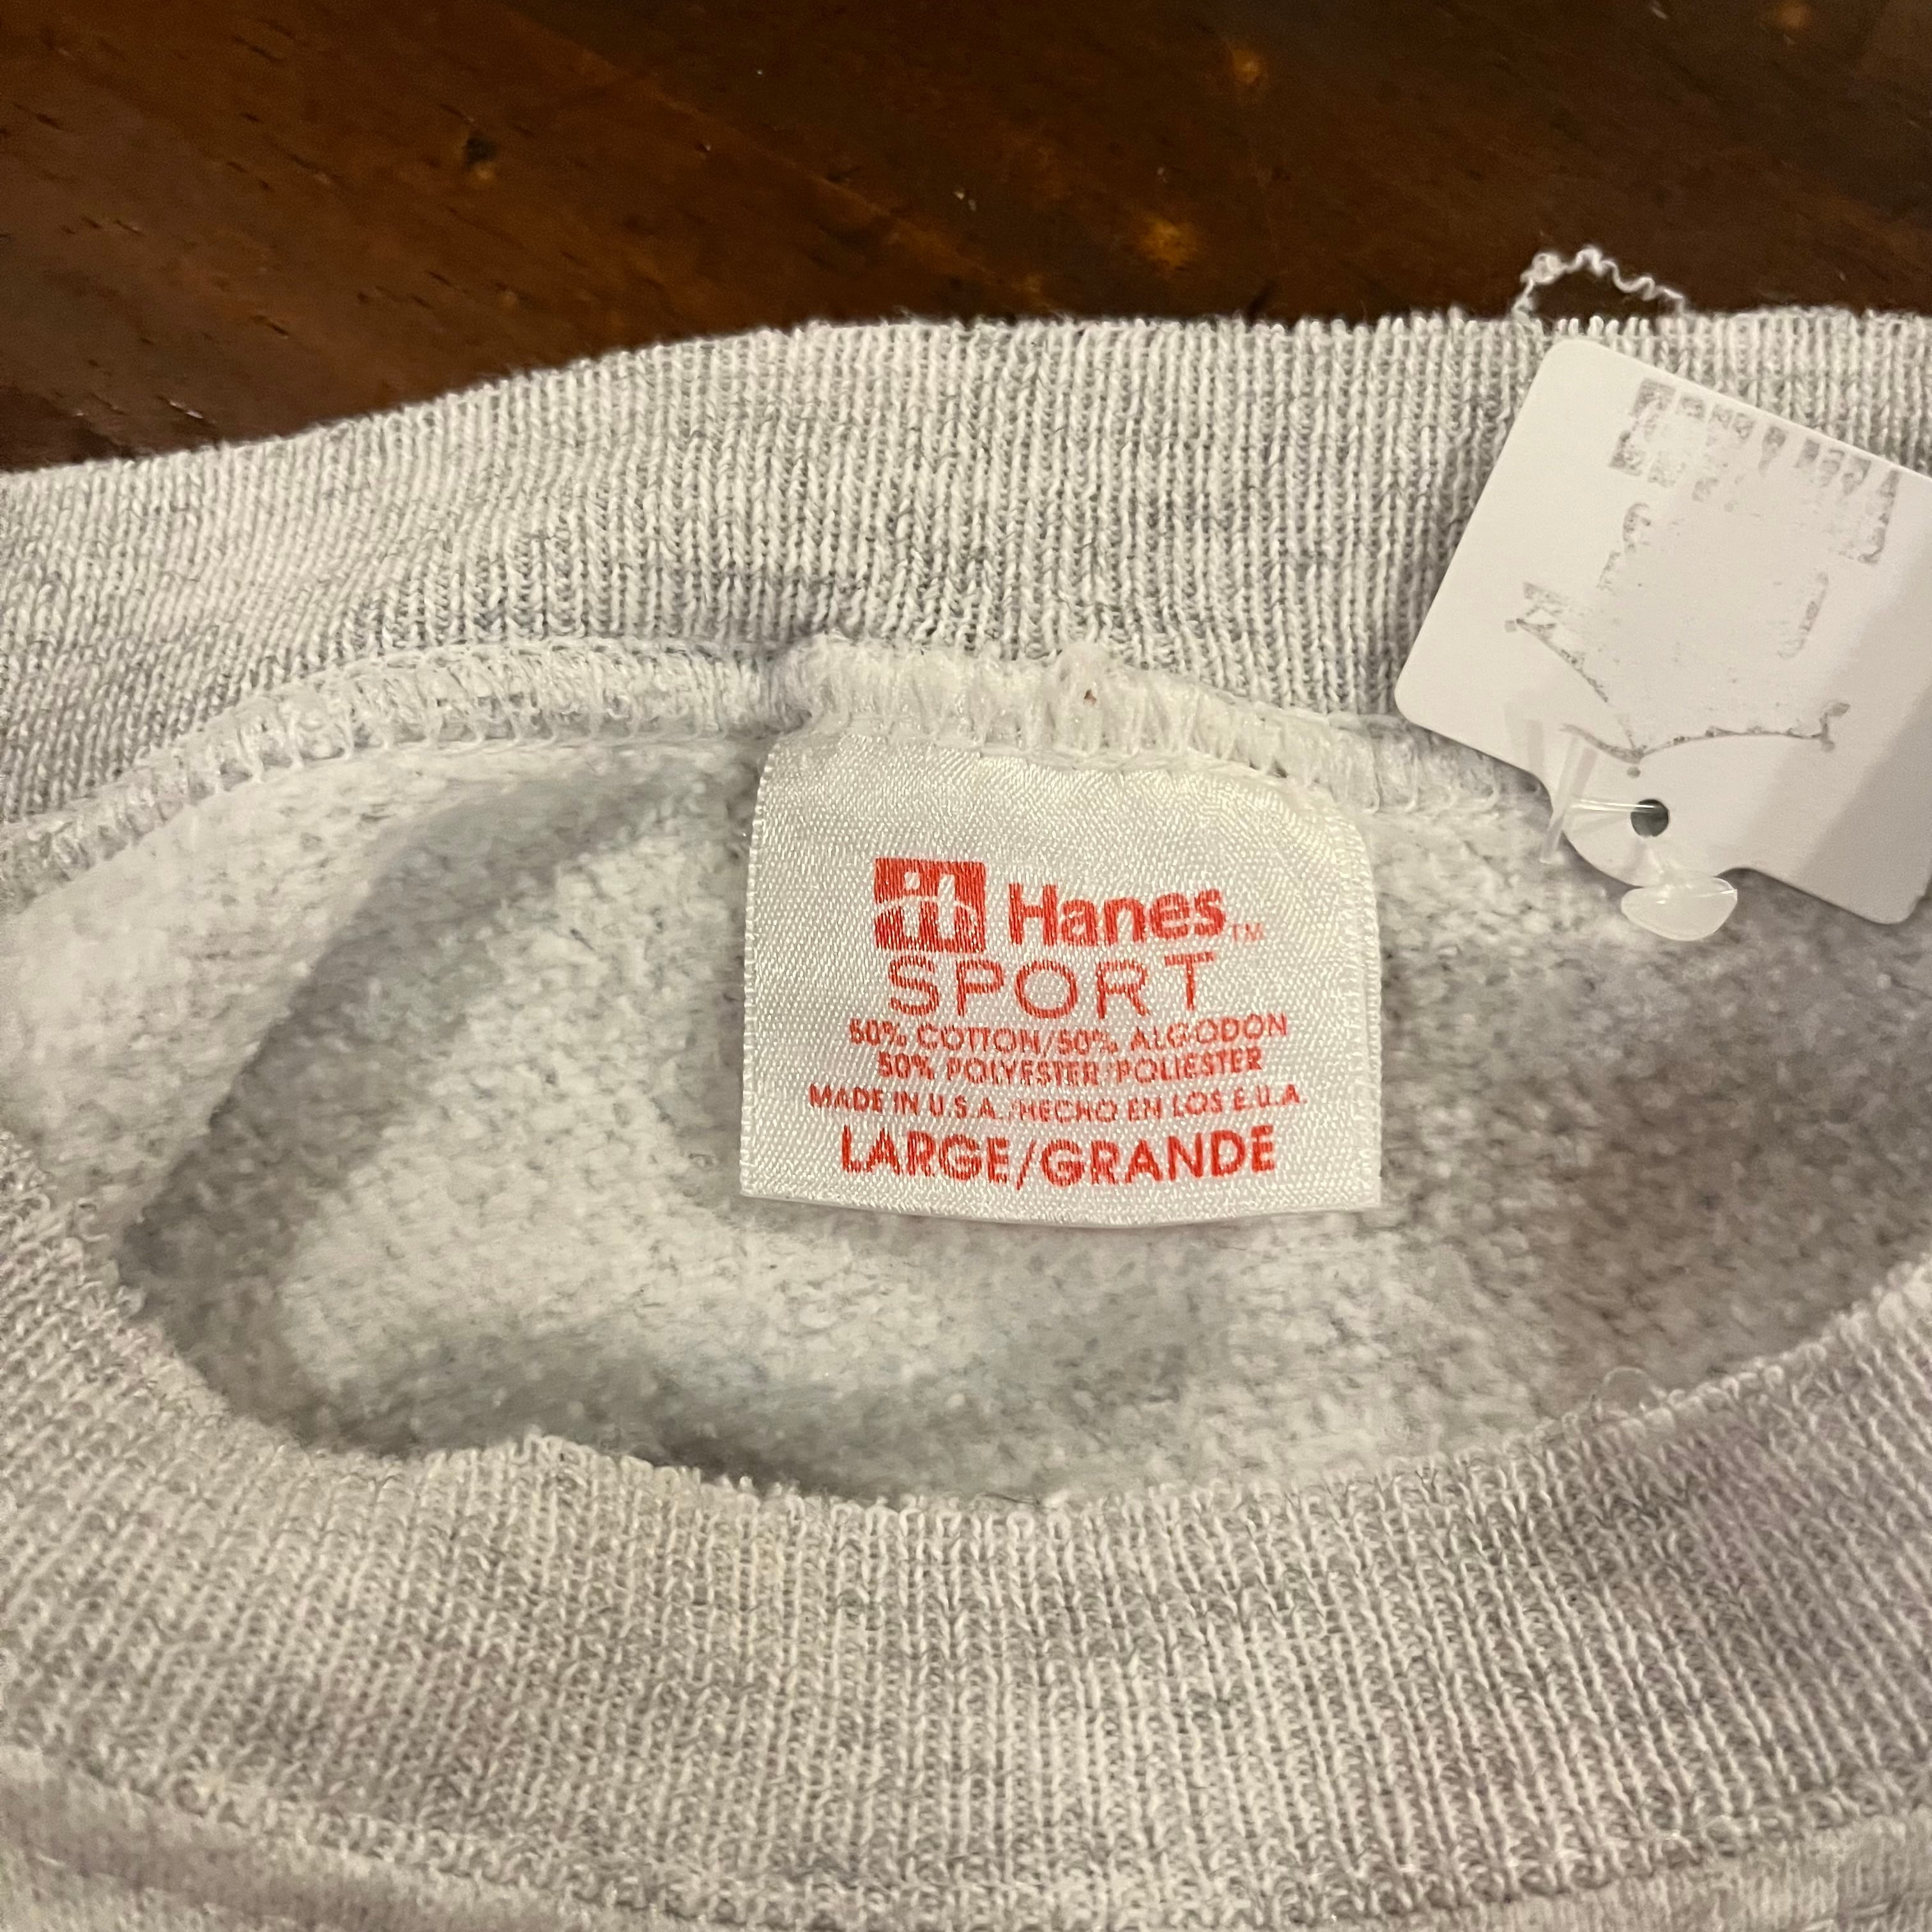 Hanes™
SPORT
50% COTTON/50% ALGODON
50% POLYESTER/POLIESTER
MADE IN U.S.A./HECHO EN LOS E.U.A.
LARGE/GRANDE